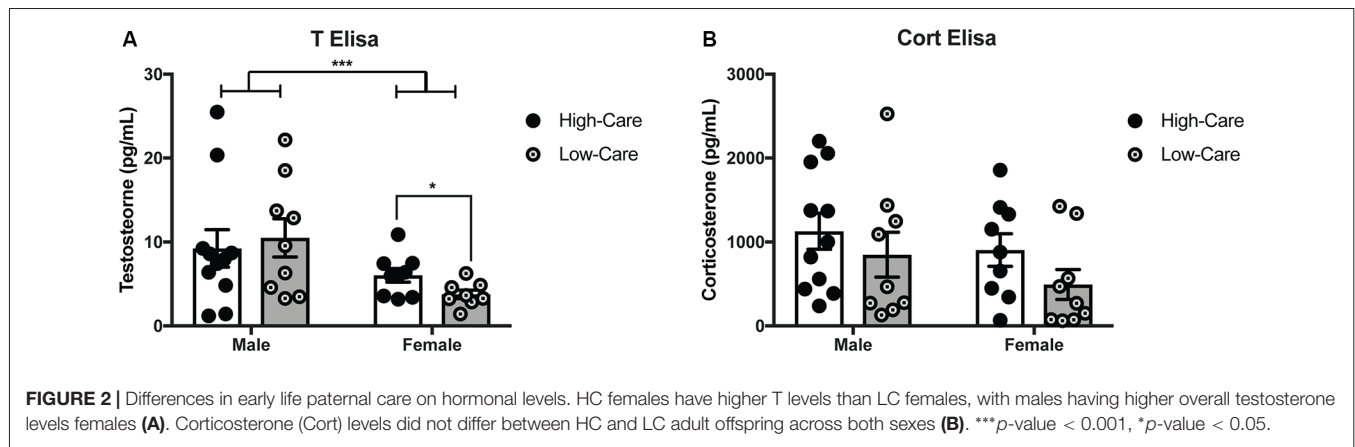 A
T Elisa
***
30
20
10
0
Testosteorne (pg/mL)
*
High-Care
Low-Care
Male
Female
B
Cort Elisa
3000
2000
1000
0
Corticosterone (pg/mL)
High-Care
Low-Care
Male
Female
FIGURE 2 | Differences in early life paternal care on hormonal levels. HC females have higher T levels than LC females, with males having higher overall testosterone
levels females (A). Corticosterone (Cort) levels did not differ between HC and LC adult offspring across both sexes (B). ***p-value < 0.001, *p-value < 0.05.